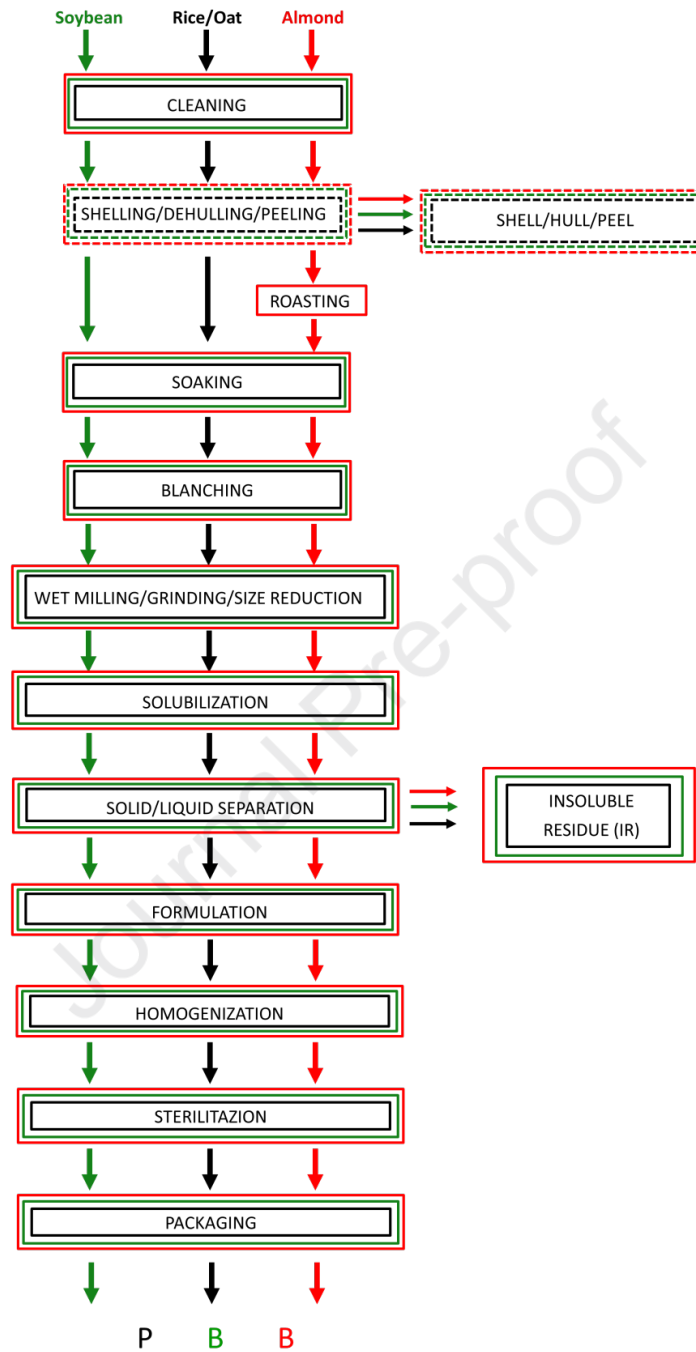 Soybean Rice/Oat Almond
CLEANING
SHELLING/DEHULLING/PEELING
SHELL/HULL/PEEL
ROASTING
SOAKING
BLANCHING
WET MILLING/GRINDING/SIZE REDUCTION
SOLUBILIZATION
SOLID/LIQUID SEPARATION
INSOLUBLE
RESIDUE (IR)
FORMULATION
HOMOGENIZATION
STERILITAZION
PACKAGING
P B B
Journal Pre-proof